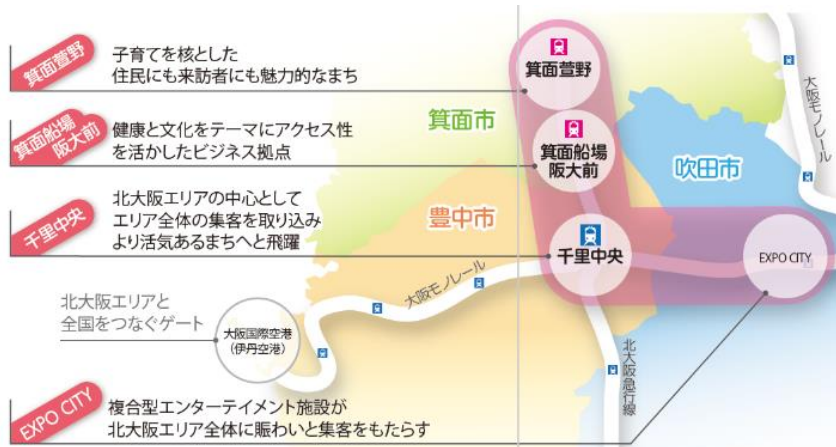 箕面萱野
子育てを核とした
住民にも来訪者にも魅力的なまち
箕面船場
阪大前
健康と文化をテーマにアクセス性
を活かしたビジネス拠点
千里中央
北大阪エリアの中心として
エリア全体の集客を取り込み
より活気あるまちへと飛躍
北大阪エリアと
全国をつなぐゲート
大阪国際空港
（伊丹空港）
EXPO CITY
複合型エンターテイメント施設が
北大阪エリア全体に賑わいと集客をもたらす
箕面萱野
箕面市
箕面船場
阪大前
吹田市
豊中市
千里中央
EXPO CITY
大阪モノレール
大阪モノレール
北大阪急行線